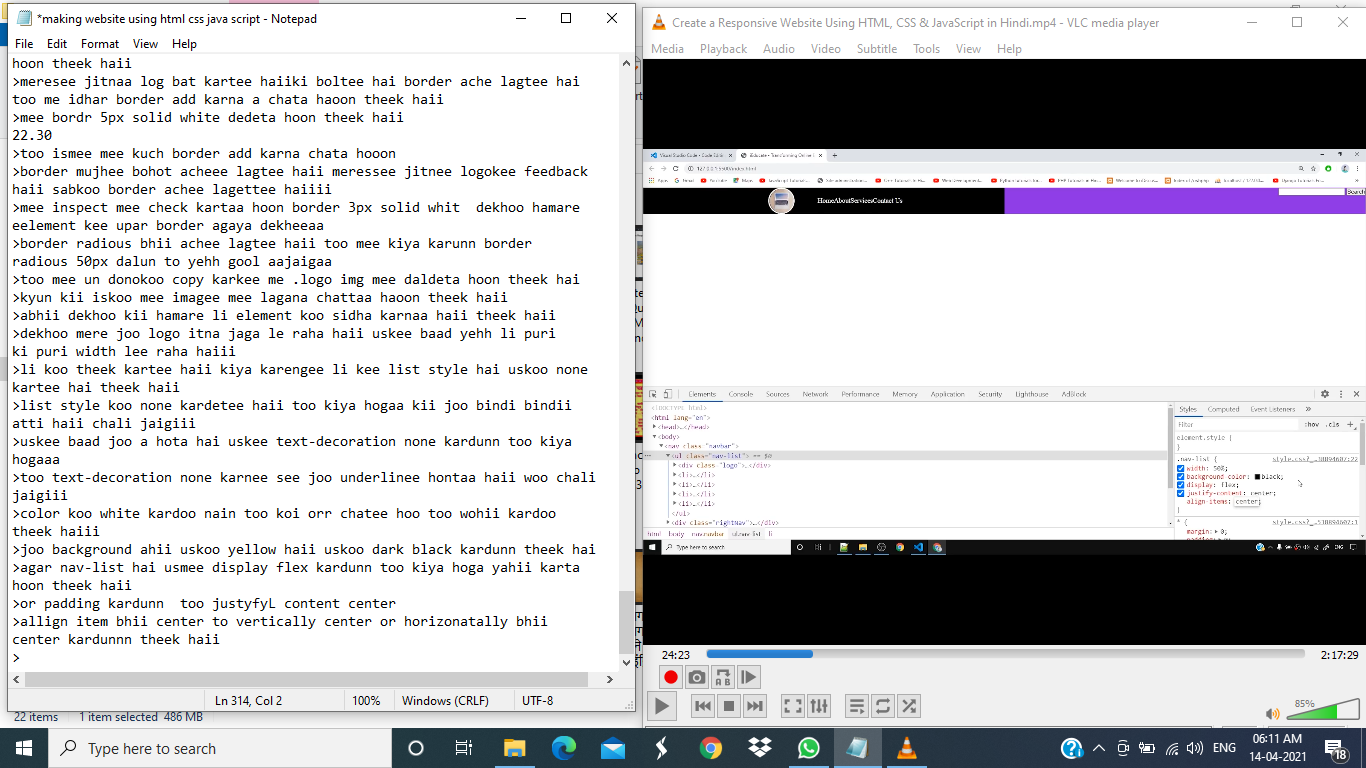 *making website using html css java script - Notepad
File Edit Format View Help
hoon theek haii
>meresee jitnaa log bat kartee haiiki boltee hai border ache lagtee hai
too me idhar border add karna a chata haoon theek haii
>mee bordr 5px solid white dedeta hoon theek haii
22.30
>too ismee mee kuch border add karna chata hooon
>border mujhee bohot acheee lagtee haii meressee jitnee logokee feedback
haii sabkoo border achee lagettee haiiii
>mee inspect mee check kartaa hoon border 3px solid whit  dekhoo hamare
eelement kee upar border agaya dekheeaa
>border radious bhii achee lagtee haii too mee kiya karunn border
radious 50px dalun to yehh gool aajaigaa
>too mee un donokoo copy karkee me .logo img mee daldeta hoon theek hai
>kyun kii iskoo mee imagee mee lagana chattaa haoon theek haii
>abhii dekhoo kii hamare li element koo sidha karnaa haii theek haii
>dekhoo mere joo logo itna jaga le raha haii uskee baad yehh li puri
ki puri width lee raha haiii
>li koo theek kartee haii kiya karengee li kee list style hai uskoo none
kartee hai theek haii
>list style koo none kardetee haii too kiya hogaa kii joo bindi bindii
atti haii chali jaigiii
>uskee baad joo a hota hai uskee text-decoration none kardunn too kiya
hogaaa
>too text-decoration none karnee see joo underlinee hontaa haii woo chali
jaigiii
>color koo white kardoo nain too koi orr chatee hoo too wohii kardoo
theek haiii
>joo background ahii uskoo yellow haii uskoo dark black kardunn theek hai
>agar nav-list hai usmee display flex kardunn too kiya hoga yahii karta
hoon theek haii
>or padding kardunn  too justyfyL content center
>allign item bhii center to vertically center or horizonatally bhii
center kardunnn theek haii
>
Ln 314, Col 2 100% Windows (CRLF) UTF-8
22 items 1 item selected 486 MB
Create a Responsive Website Using HTML, CSS & JavaScript in Hindi.mp4 - VLC media player
Media Playback Audio Video Subtitle Tools View Help
127.0.0.1:5500/index.html
HomeAboutServicesContact Us
Search
Elements Console Sources Network Performance Memory Application Security Lighthouse AdBlock
<!DOCTYPE html>
<html lang="en">
<head>…</head>
<body>
<nav class="navbar">
<ul class="nav-list"> == $0
<div class="logo">…</div>
<li>…</li>
<li>…</li>
<li>…</li>
<li>…</li>
</ul>
<div class="rightNav">…</div>
html body nav.navbar ul.nav-list li
Styles Computed Event Listeners »
Filter :hov .cls +
element.style {
}
.nav-list {
width: 50%;
background-color: black;
display: flex;
justify-content: center;
align-items: center;
}
* {
margin: 0;
Type here to search
24:23 2:17:29
85%
Type here to search
ENG 06:11 AM
14-04-2021
18